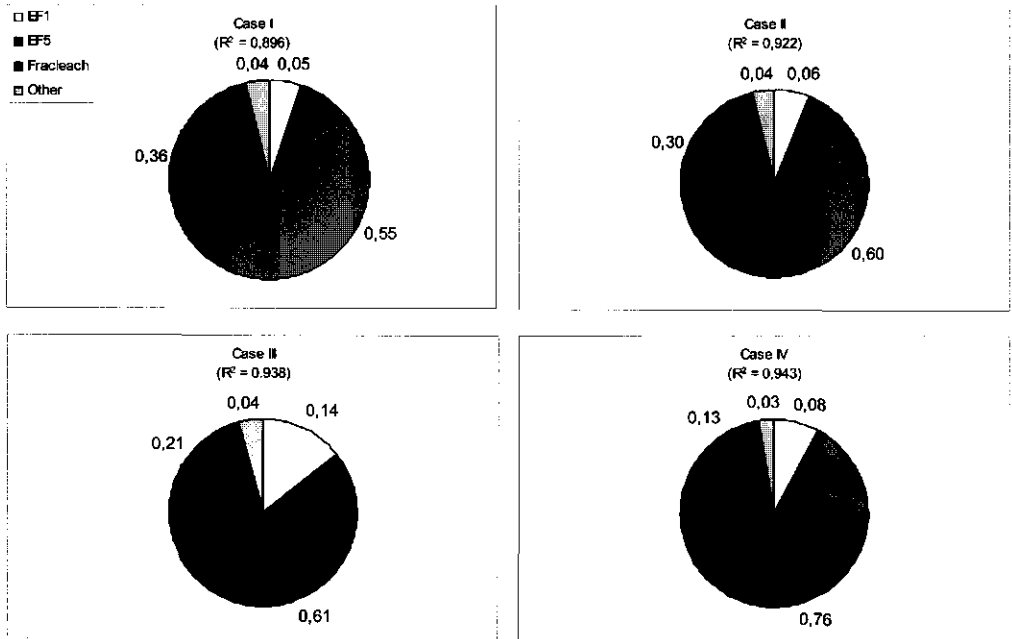 EF1
EF5
Fracleach
Other
Case I
(R² = 0,896)
0,04
0,05
0,36
0,55
Case II
(R² = 0,922)
0,04
0,06
0,30
0,60
Case III
(R² = 0.938)
0,04
0,14
0,21
0,61
Case IV
(R² = 0,943)
0,03
0,08
0,13
0,76